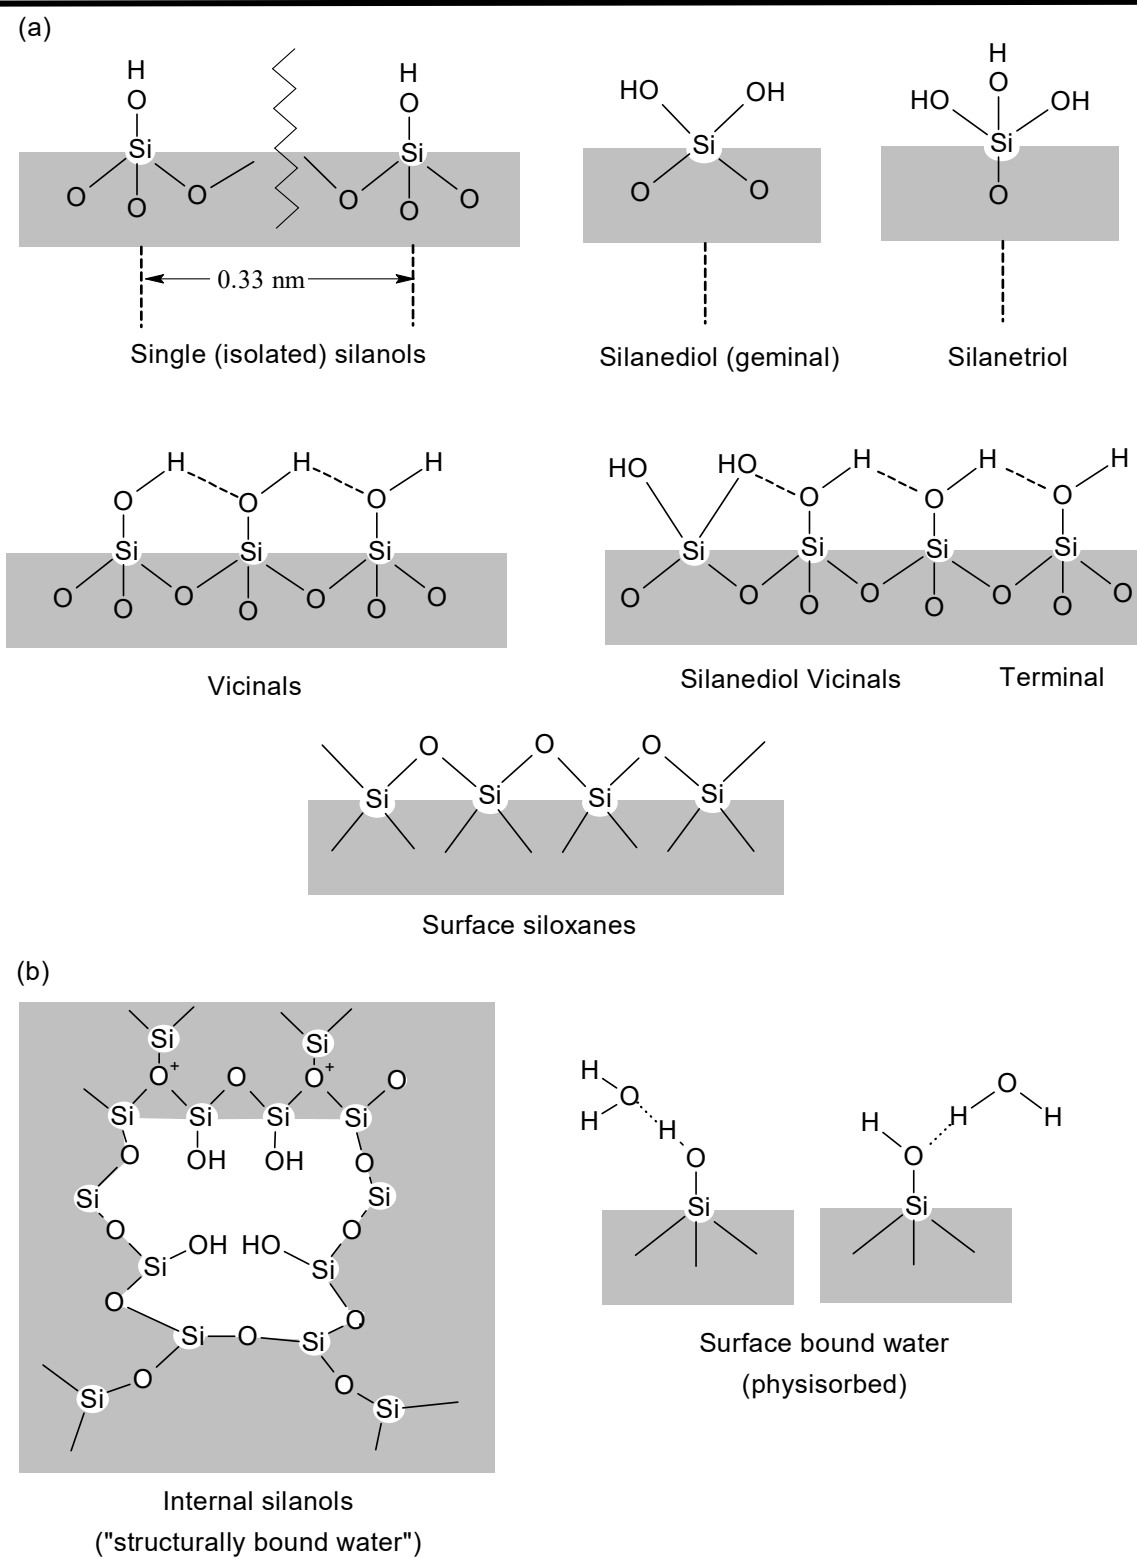 (a)
H H
O O
Si Si
O O O O O O
0.33 nm
Single (isolated) silanols
HO OH
Si
O O
Silanediol (geminal)
H
O
HO OH
Si
O
Silanetriol
H H H
O O O
Si Si Si
O O O O O O O
Vicinals
HO HO H H H
O O O
Si Si Si Si
O O O O O O O O
Silanediol Vicinals Terminal
O O O
Si Si Si Si
Surface siloxanes
(b)
Si Si
O+ O O+ O
Si Si Si Si
O OH OH O
Si Si
O O
Si OH HO Si
O O
Si O Si
O O
Si Si
Internal silanols
("structurally bound water")
H
O
H H
O
Si
O
H H H
O
Si
Surface bound water
(physisorbed)